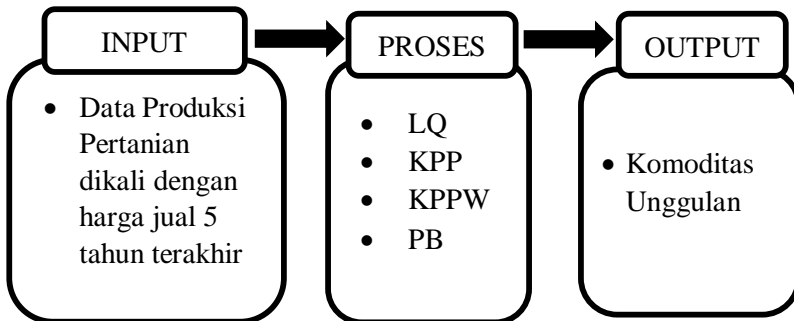 INPUT
• Data Produksi
Pertanian
dikali dengan
harga jual 5
tahun terakhir
PROSES
• LQ
• KPP
• KPPW
• PB
OUTPUT
• Komoditas
Unggulan